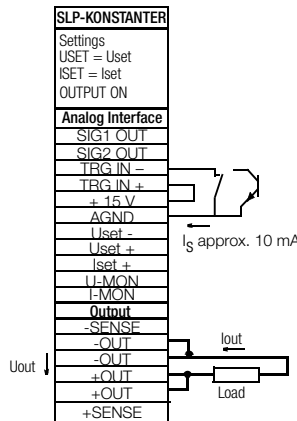 SLP-KONSTANTER
Settings
USET = Uset
ISET = Iset
OUTPUT ON
Analog Interface
SIG1 OUT
SIG2 OUT
TRG IN –
TRG IN +
+ 15 V
AGND
Uset -
Uset +
Iset +
U-MON
I-MON
Output
-SENSE
-OUT
-OUT
+OUT
+OUT
+SENSE
IS approx. 10 mA
Iout
Uout
Load